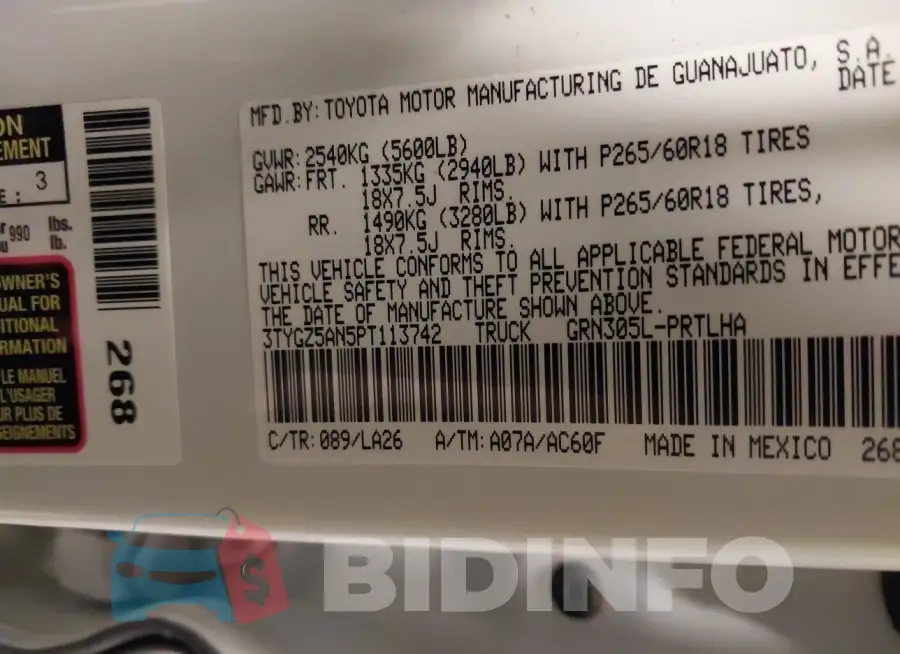 ON
EMENT
E : 3
990 lbs.
lb.
OWNER'S
UAL FOR
ITIONAL
RMATION
LE MANUEL
L'USAGER
UR PLUS DE
EIGNEMENTS
268
MFD.BY: TOYOTA MOTOR MANUFACTURING DE GUANAJUATO, S.A.
DATE
GVWR: 2540KG (5600LB)
GAWR: FRT. 1335KG (2940LB) WITH P265/60R18 TIRES
18X7.5J RIMS.
RR. 1490KG (3280LB) WITH P265/60R18 TIRES,
18X7.5J RIMS.
THIS VEHICLE CONFORMS TO ALL APPLICABLE FEDERAL MOTOR
VEHICLE SAFETY AND THEFT PREVENTION STANDARDS IN EFFE
THE DATE OF MANUFACTURE SHOWN ABOVE.
3TYGZ5AN5PT113742 TRUCK GRN305L-PRTLHA
C/TR: 089/LA26 A/TM: A07A/AC60F MADE IN MEXICO 268
$ BIDINFO